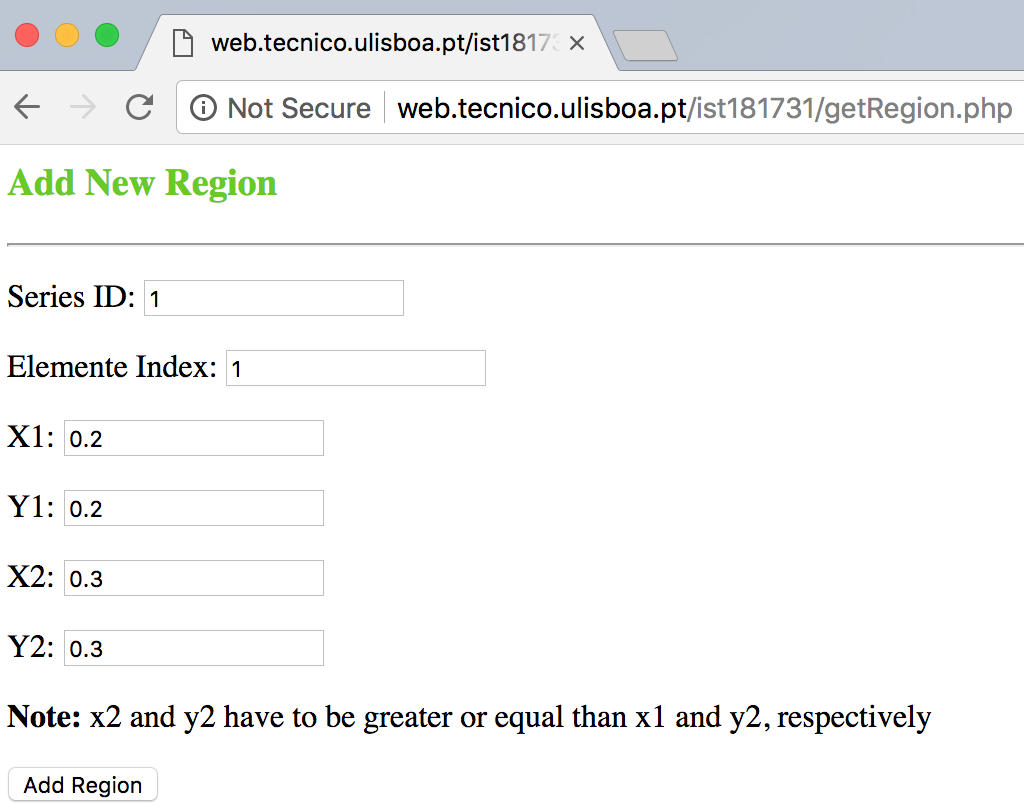 web.tecnico.ulisboa.pt/ist18173
Not Secure web.tecnico.ulisboa.pt/ist181731/getRegion.php
Add New Region
Series ID: 1
Elemente Index: 1
X1: 0.2
Y1: 0.2
X2: 0.3
Y2: 0.3
Note: x2 and y2 have to be greater or equal than x1 and y2, respectively
Add Region